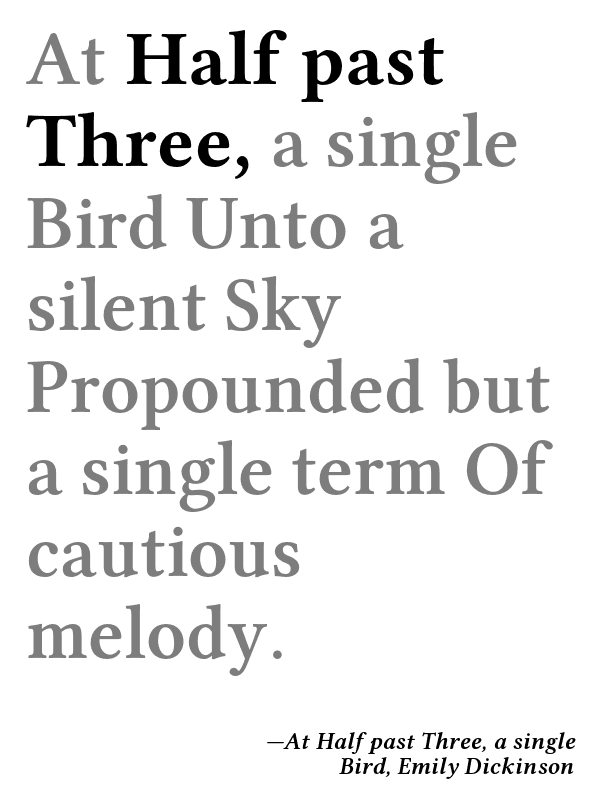 At Half past
Three, a single
Bird Unto a
silent Sky
Propounded but
a single term Of
cautious
melody.
—At Half past Three, a single
Bird, Emily Dickinson